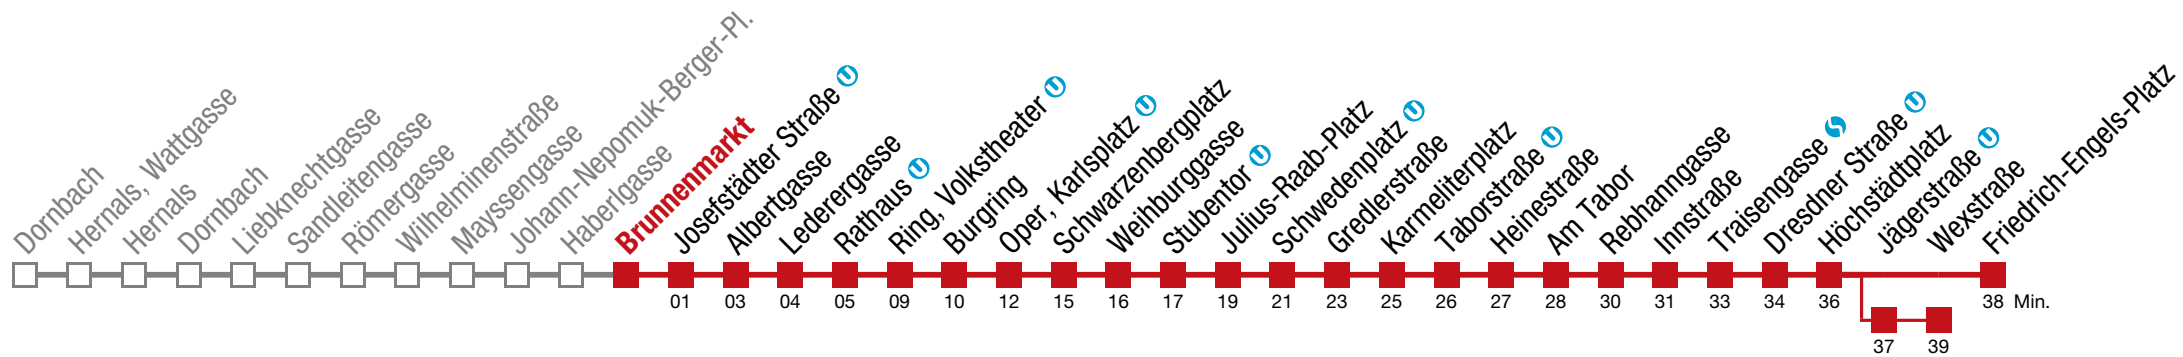 Dornbach
Hernals, Wattgasse
Hernals
Dornbach
Liebknechtgasse
Sandleitengasse
Römergasse
Wilhelminenstraße
Mayssengasse
Johann-Nepomuk-Berger-Pl.
Haberlgasse
Brunnenmarkt
Josefstädter Straße U
Albertgasse
Lederergasse
Rathaus U
Ring, Volkstheater U
Burgring
Oper, Karlsplatz U
Schwarzenbergplatz
Weihburggasse
Stubentor U
Julius-Raab-Platz
Schwedenplatz U
Gredlerstraße
Karmeliterplatz
Taborstraße U
Heinestraße
Am Tabor
Rebhanngasse
Innstraße
Traisengasse S
Dresdner Straße U
Höchstädtplatz
Jägerstraße U
Wexstraße
Friedrich-Engels-Platz
01 03 04 05 09 10 12 15 16 17 19 21 23 25 26 27 28 30 31 33 34 36 38 Min.
37 39